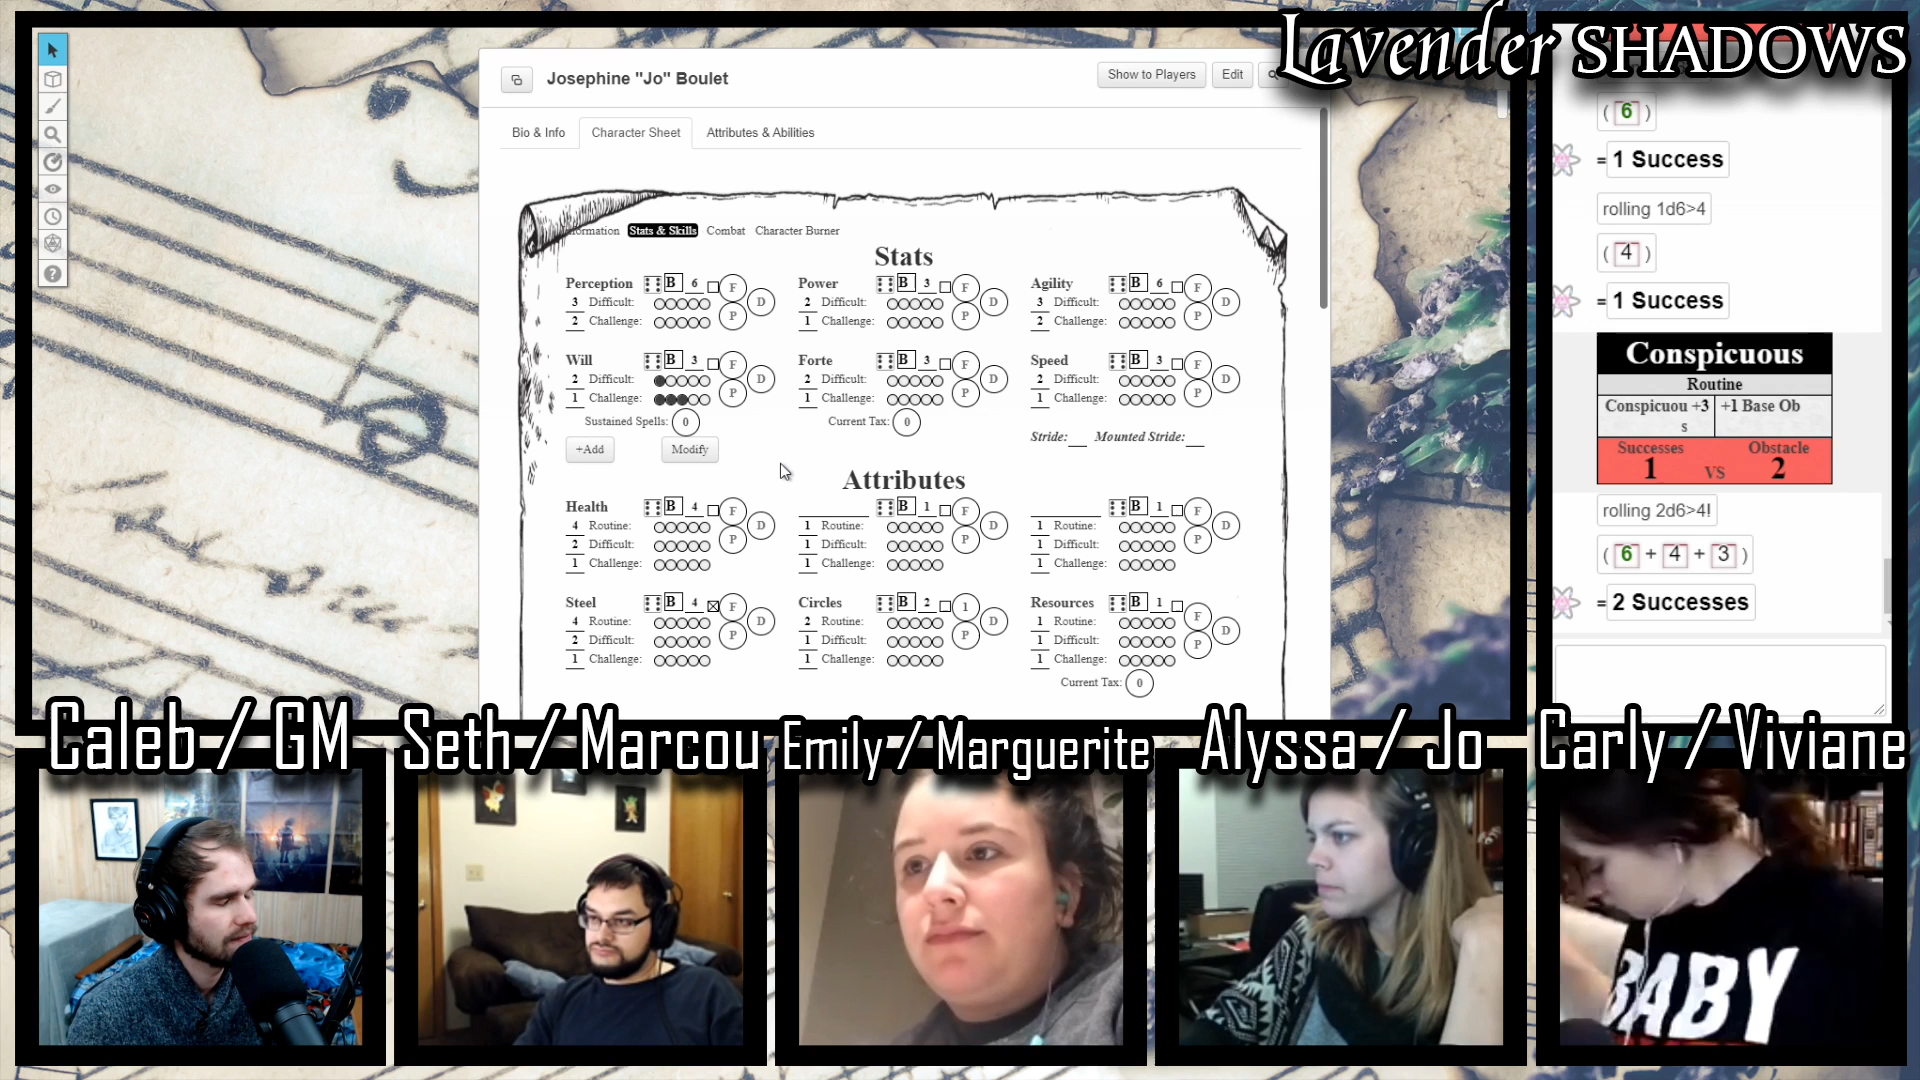 Lavender SHADOWS
Josephine "Jo" Boulet
Show to Players
Edit
Bio & Info
Character Sheet
Attributes & Abilities
Stats & Skills
Combat
Character Burner
Stats
Perception B 6 F P D
3 Difficult:
2 Challenge:
Power B 3 F P D
2 Difficult:
1 Challenge:
Agility B 6 F P D
3 Difficult:
2 Challenge:
Will B 3 F P D
2 Difficult:
1 Challenge:
Sustained Spells: 0
+Add
Modify
Forte B 3 F P D
2 Difficult:
1 Challenge:
Current Tax: 0
Speed B 3 F P D
2 Difficult:
1 Challenge:
Stride: Mounted Stride:
Attributes
Health B 4 F P D
4 Routine:
2 Difficult:
1 Challenge:
B 1 F P D
1 Routine:
1 Difficult:
1 Challenge:
B 1 F P D
1 Routine:
1 Difficult:
1 Challenge:
Steel B 4 F P D
4 Routine:
2 Difficult:
1 Challenge:
Circles B 2 1 P D
2 Routine:
1 Difficult:
1 Challenge:
Resources B 1 F P D
1 Routine:
1 Difficult:
1 Challenge:
Current Tax: 0
( 6 )
= 1 Success
rolling 1d6>4
( 4 )
= 1 Success
Conspicuous
Routine
Conspicuou +3
s
+1 Base Ob
Successes Obstacle
1 VS 2
rolling 2d6>4!
( 6 + 4 + 3 )
= 2 Successes
Caleb / GM
Seth / Marcou
Emily / Marguerite
Alyssa / Jo
Carly / Viviane
BABY